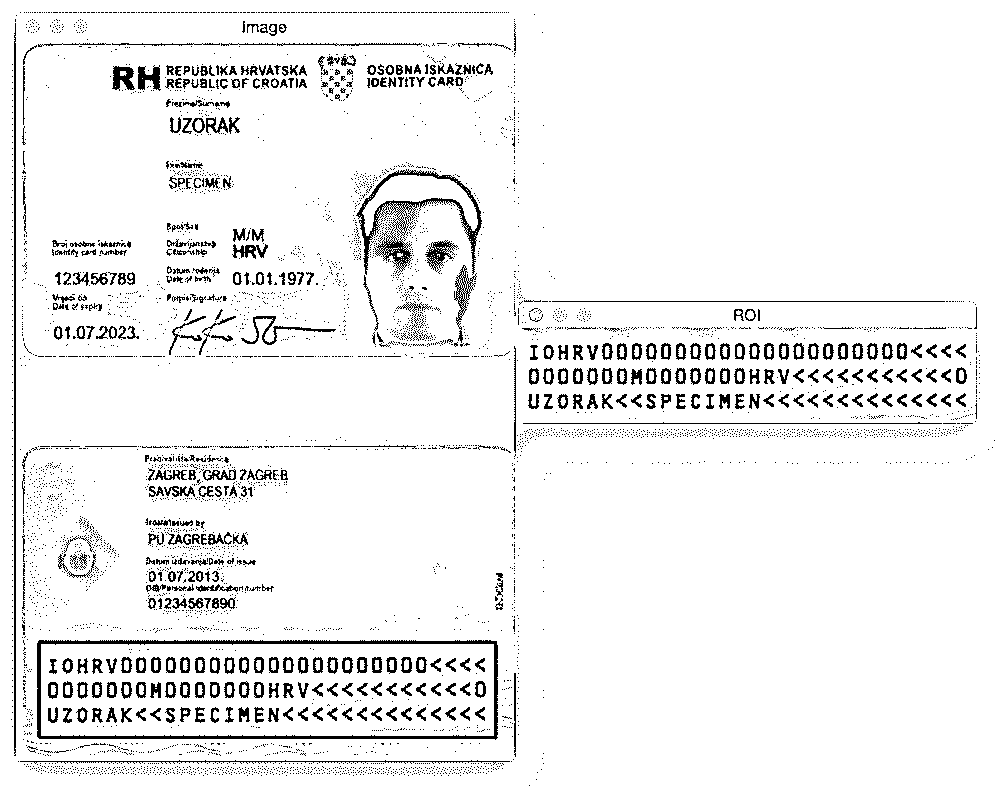 Image
RH REPUBLIKA HRVATSKA
REPUBLIC OF CROATIA
OSOBNA ISKAZNICA
IDENTITY CARD
Prezime/Surname
UZORAK
Ime/Name
SPECIMEN
Spol/Sex
M/M
Državljanstvo
Citizenship
HRV
Broj osobne iskaznice
Identity card number
123456789
Datum rođenja
Date of birth
01.01.1977.
Vrijedi do
Date of expiry
01.07.2023.
Potpis/Signature
ROI
IOHRV000000000000000000000<<<<
0000000M0000000HRV<<<<<<<<<<<0
UZORAK<<SPECIMEN<<<<<<<<<<<<<<
Prebivalište/Residence
ZAGREB, GRAD ZAGREB
SAVSKA CESTA 31
Izdala/Issued by
PU ZAGREBAČKA
Datum izdavanja/Date of issue
01.07.2013.
OIB/Personal identification number
01234567890
IOHRV000000000000000000000<<<<
0000000M0000000HRV<<<<<<<<<<<0
UZORAK<<SPECIMEN<<<<<<<<<<<<<<